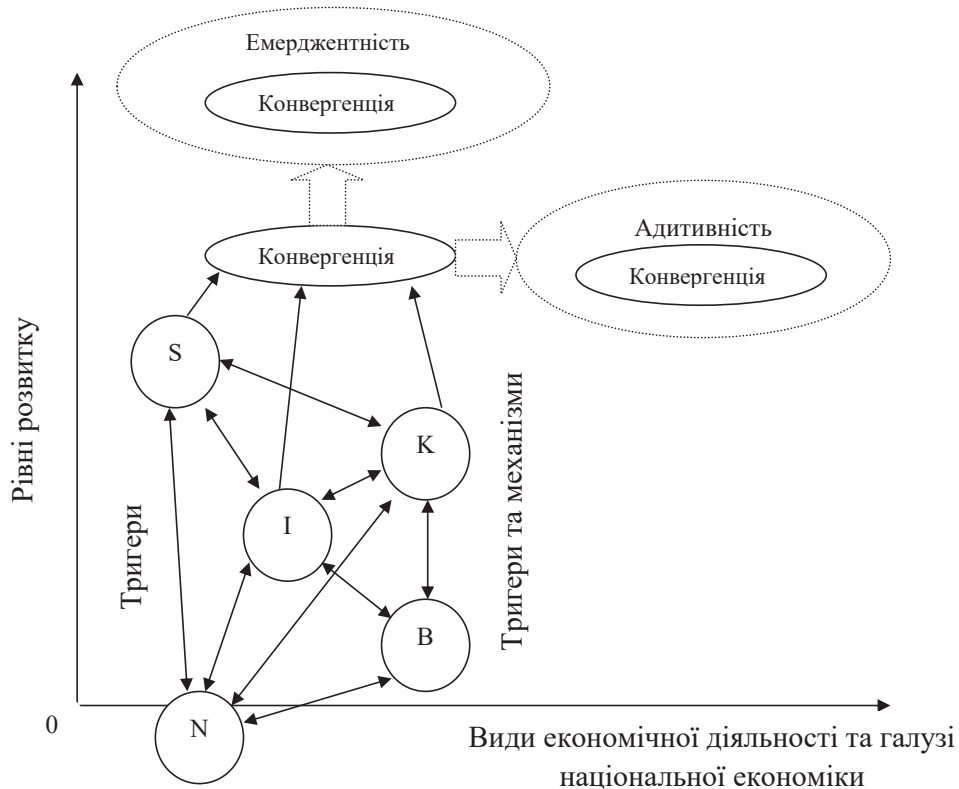 Емерджентність
Конвергенція
Адитивність
Конвергенція
Конвергенція
Рівні розвитку
S
K
I
B
N
Тригери
Тригери та механізми
0
Види економічної діяльності та галузі
національної економіки